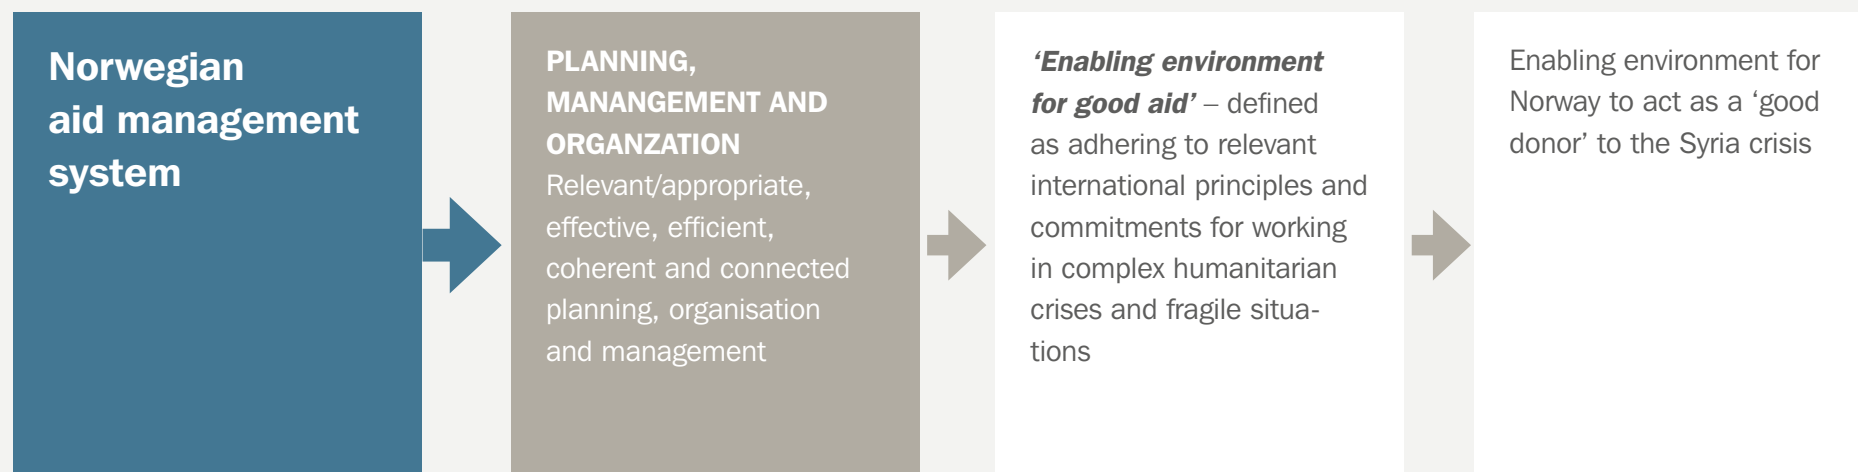 Norwegian
aid management
system
PLANNING,
MANANGEMENT AND
ORGANZATION
Relevant/appropriate,
effective, efficient,
coherent and connected
planning, organisation
and management
‘Enabling environment
for good aid’ – defined
as adhering to relevant
international principles and
commitments for working
in complex humanitarian
crises and fragile situa-
tions
Enabling environment for
Norway to act as a ‘good
donor’ to the Syria crisis